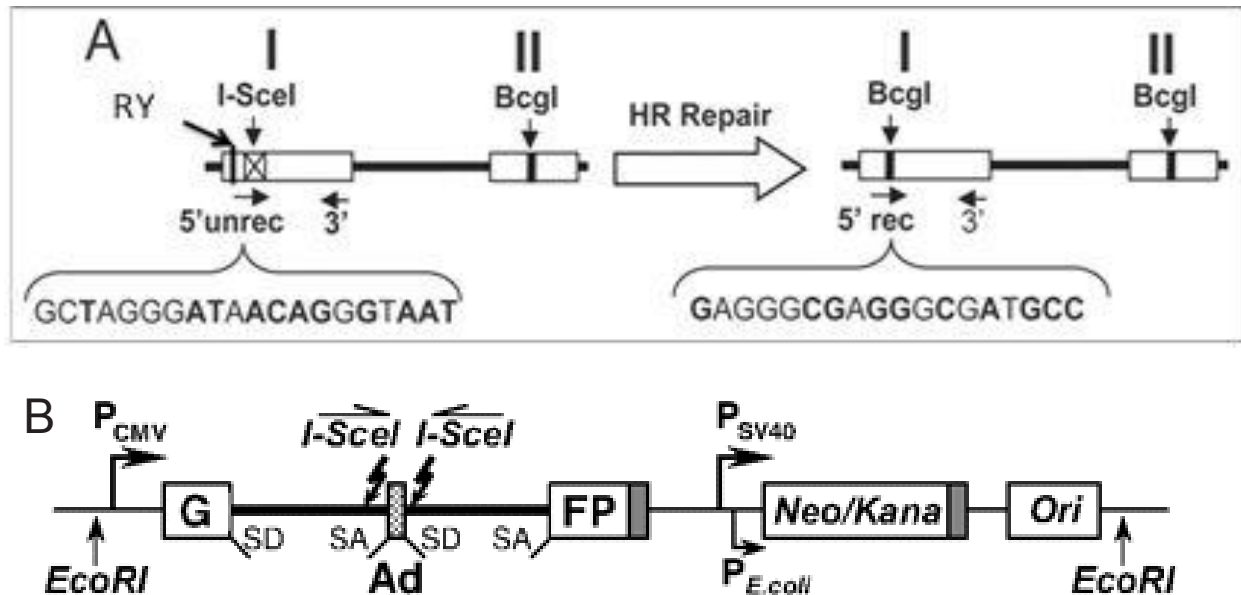 A
I II I II
I-SceI BcgI BcgI BcgI
RY HR Repair
5'unrec 3' 5' rec 3'
GCTAGGGATAACAGGGTAAT GAGGGCGAGGGCGATGCC
B
PCMV I-SceI I-SceI PSV40
G FP Neo/Kana Ori
SD SA SD SA
EcoRI Ad PE.coli EcoRI